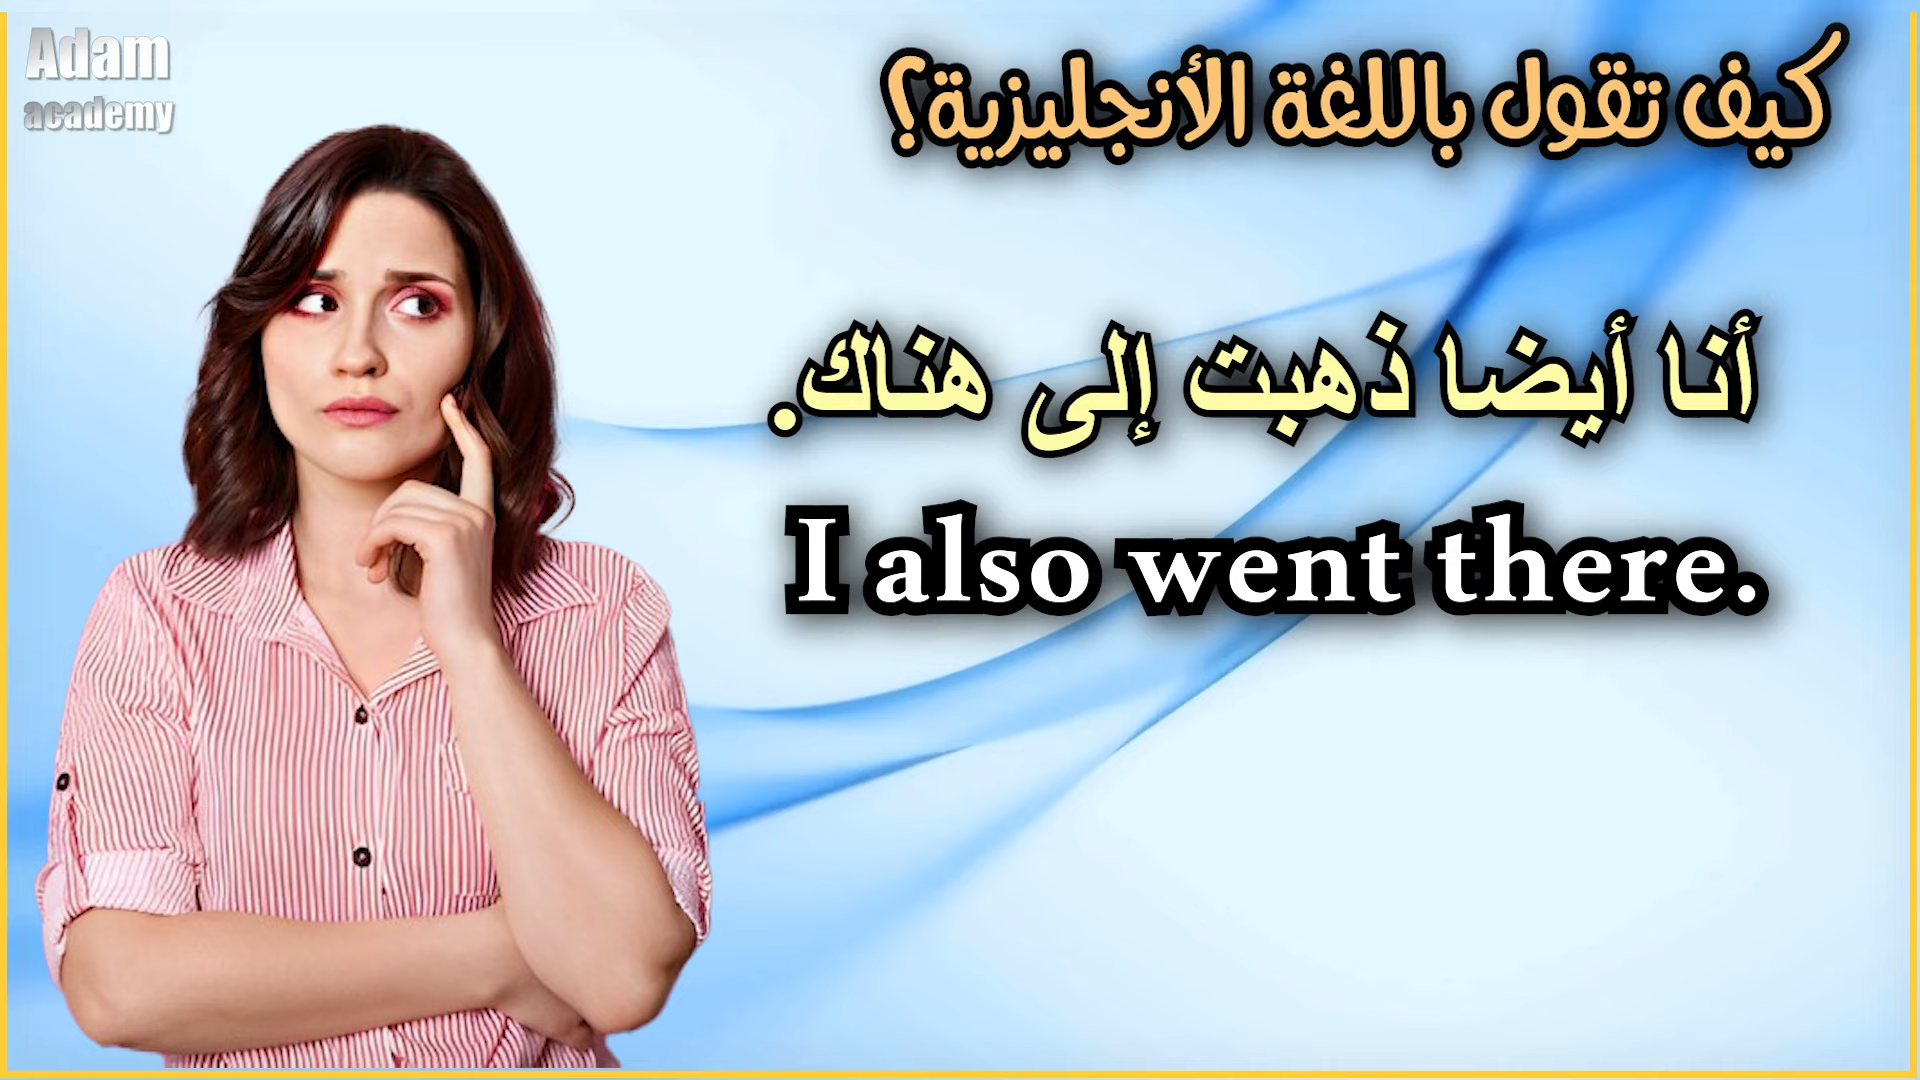 Adam
academy
كيف تقول باللغة الأنجليزية؟
أنا أيضا ذهبت إلى هناك.
I also went there.